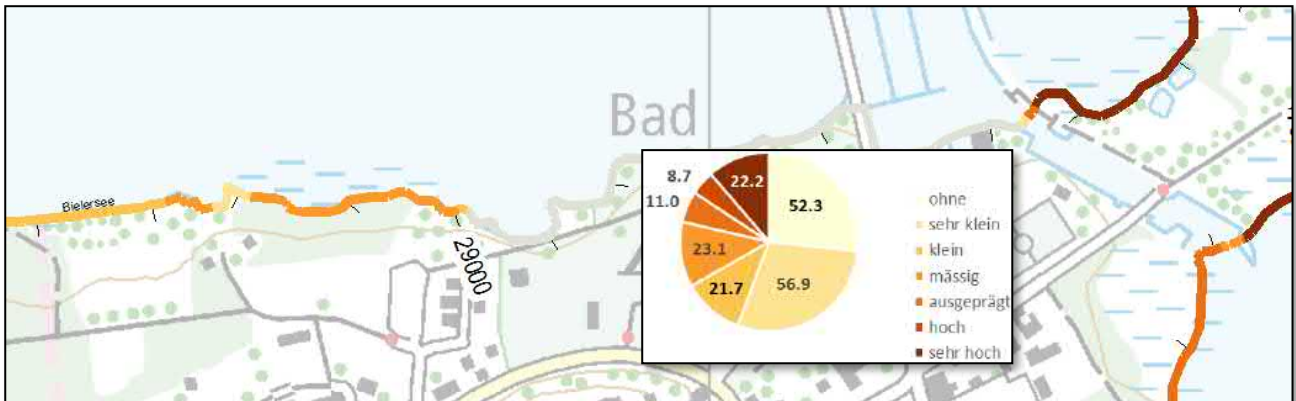 Bad
Bielersee
29000
8.7
22.2
11.0
52.3
23.1
21.7
56.9
ohne
sehr klein
klein
mässig
ausgeprägt
hoch
sehr hoch